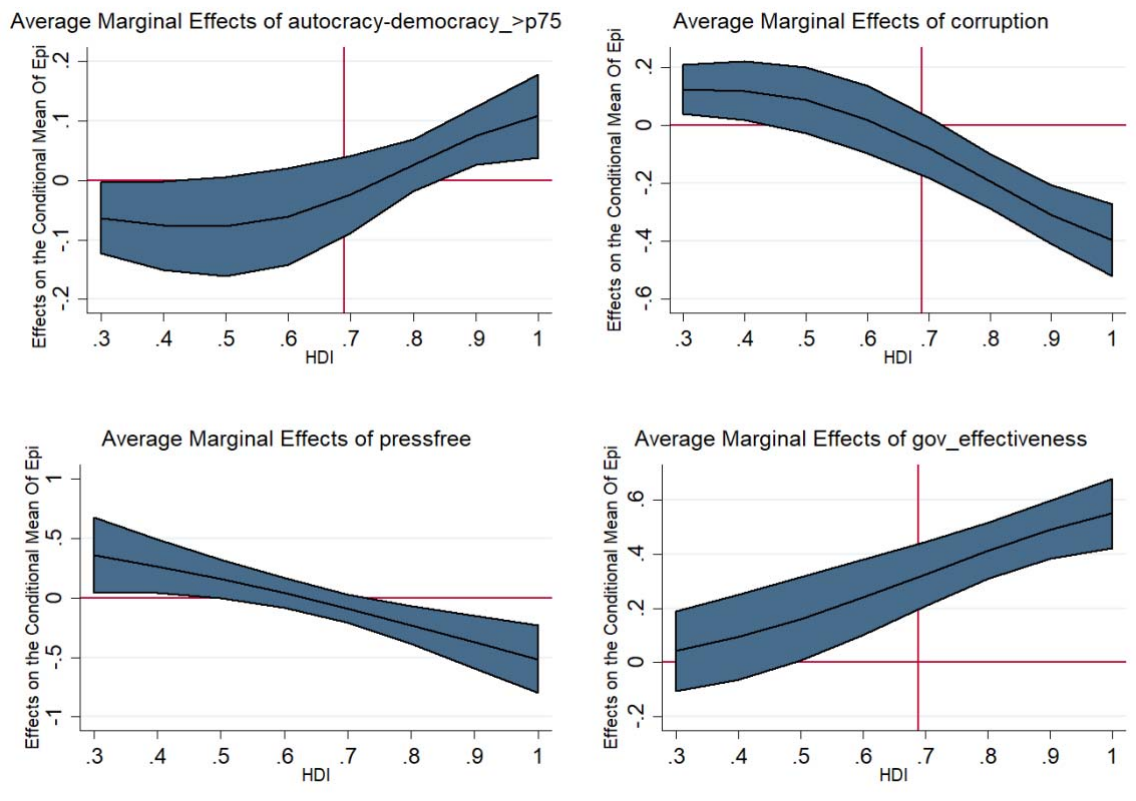 Average Marginal Effects of autocracy-democracy_>p75
Effects on the Conditional Mean Of Epi
.2
.1
0
-.1
-.2
.3 .4 .5 .6 .7 .8 .9 1
HDI
Average Marginal Effects of corruption
Effects on the Conditional Mean Of Epi
.2
0
-.2
-.4
-.6
.3 .4 .5 .6 .7 .8 .9 1
HDI
Average Marginal Effects of pressfree
Effects on the Conditional Mean Of Epi
1
.5
0
-.5
-1
.3 .4 .5 .6 .7 .8 .9 1
HDI
Average Marginal Effects of gov_effectiveness
Effects on the Conditional Mean Of Epi
.6
.4
.2
0
-.2
.3 .4 .5 .6 .7 .8 .9 1
HDI